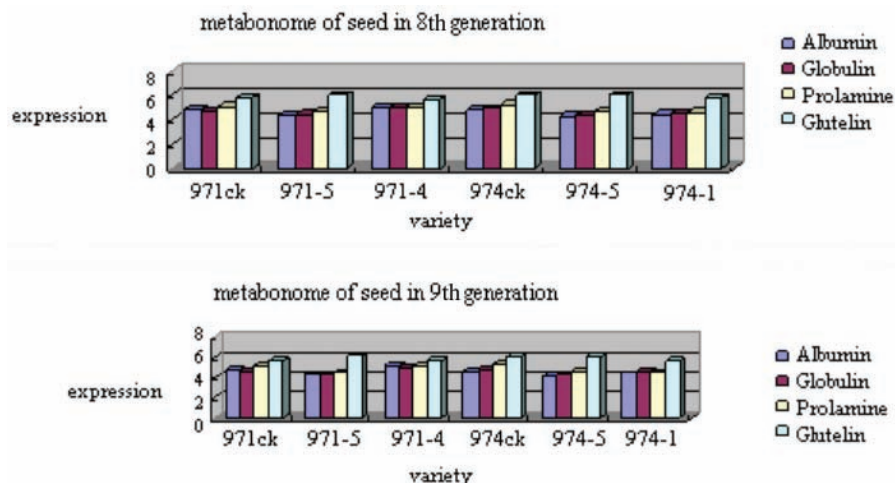 metabonome of seed in 8th generation
Albumin
Globulin
Prolamine
Glutelin
expression
8
6
4
2
0
971ck 971-5 971-4 974ck 974-5 974-1
variety
metabonome of seed in 9th generation
Albumin
Globulin
Prolamine
Glutelin
expression
8
6
4
2
0
971ck 971-5 971-4 974ck 974-5 974-1
variety